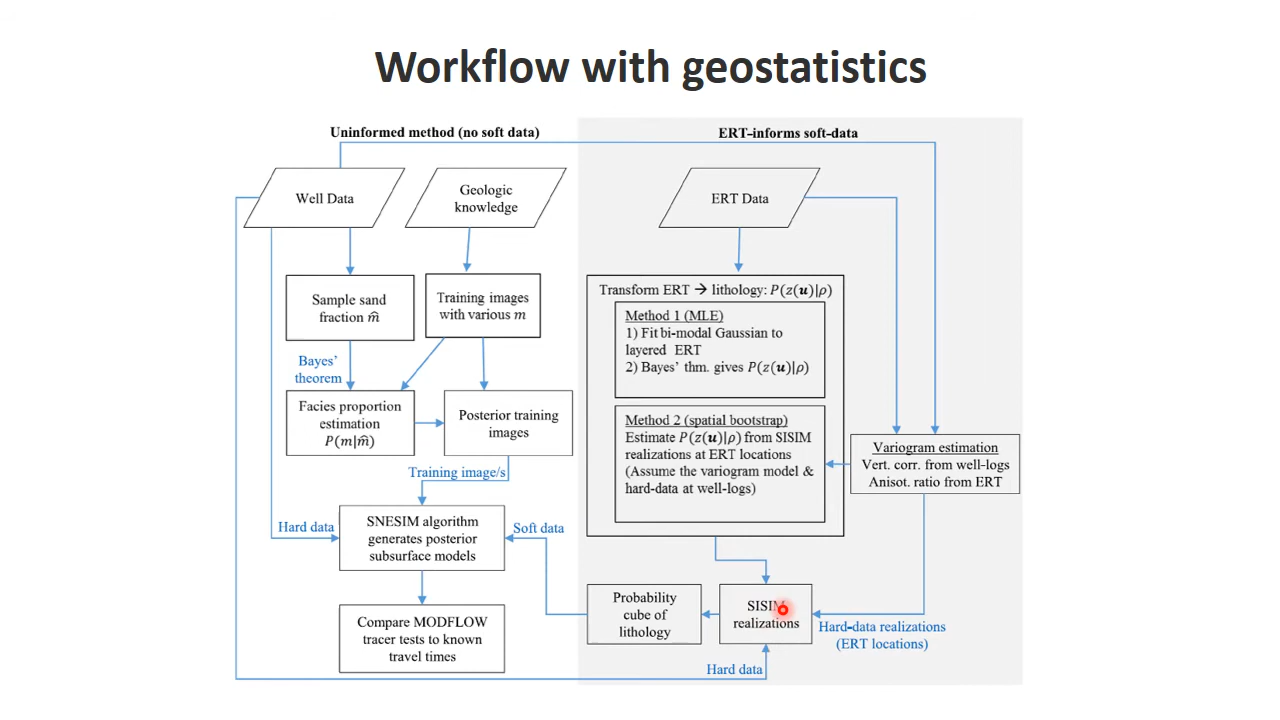 Workflow with geostatistics
Uninformed method (no soft data)
ERT-informs soft-data
Well Data
Geologic
knowledge
ERT Data
Sample sand
fraction m̂
Training images
with various m
Transform ERT → lithology: P(z(u)|ρ)
Method 1 (MLE)
1) Fit bi-modal Gaussian to
layered ERT
2) Bayes' thm. gives P(z(u)|ρ)
Bayes'
theorem
Facies proportion
estimation
P(m|m̂)
Posterior training
images
Method 2 (spatial bootstrap)
Estimate P(z(u)|ρ) from SISIM
realizations at ERT locations
(Assume the variogram model &
hard-data at well-logs)
Variogram estimation
Vert. corr. from well-logs
Anisot. ratio from ERT
Training image/s
Hard data
SNESIM algorithm
generates posterior
subsurface models
Soft data
Probability
cube of
lithology
SISIM
realizations
Hard-data realizations
(ERT locations)
Compare MODFLOW
tracer tests to known
travel times
Hard data